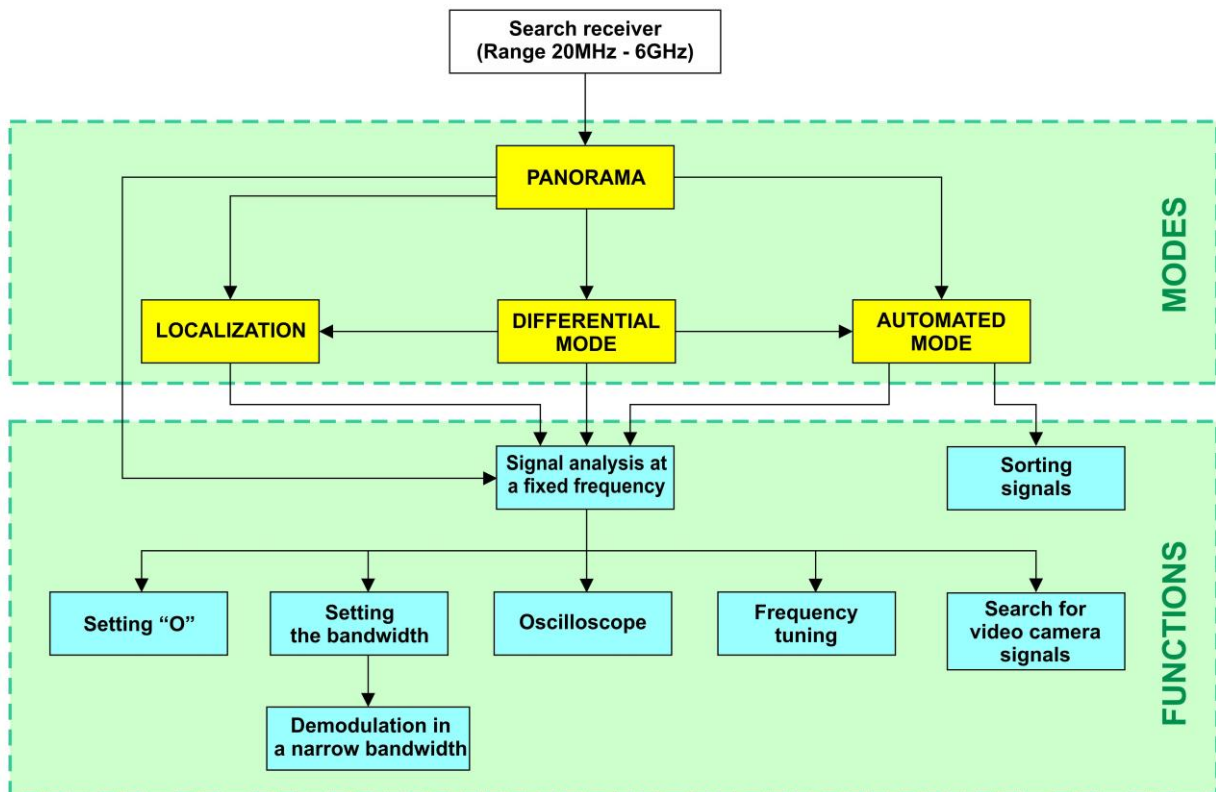 Search receiver
(Range 20MHz - 6GHz)
PANORAMA
MODES
LOCALIZATION
DIFFERENTIAL
MODE
AUTOMATED
MODE
Signal analysis at
a fixed frequency
Sorting
signals
FUNCTIONS
Setting “O”
Setting
the bandwidth
Oscilloscope
Frequency
tuning
Search for
video camera
signals
Demodulation in
a narrow bandwidth